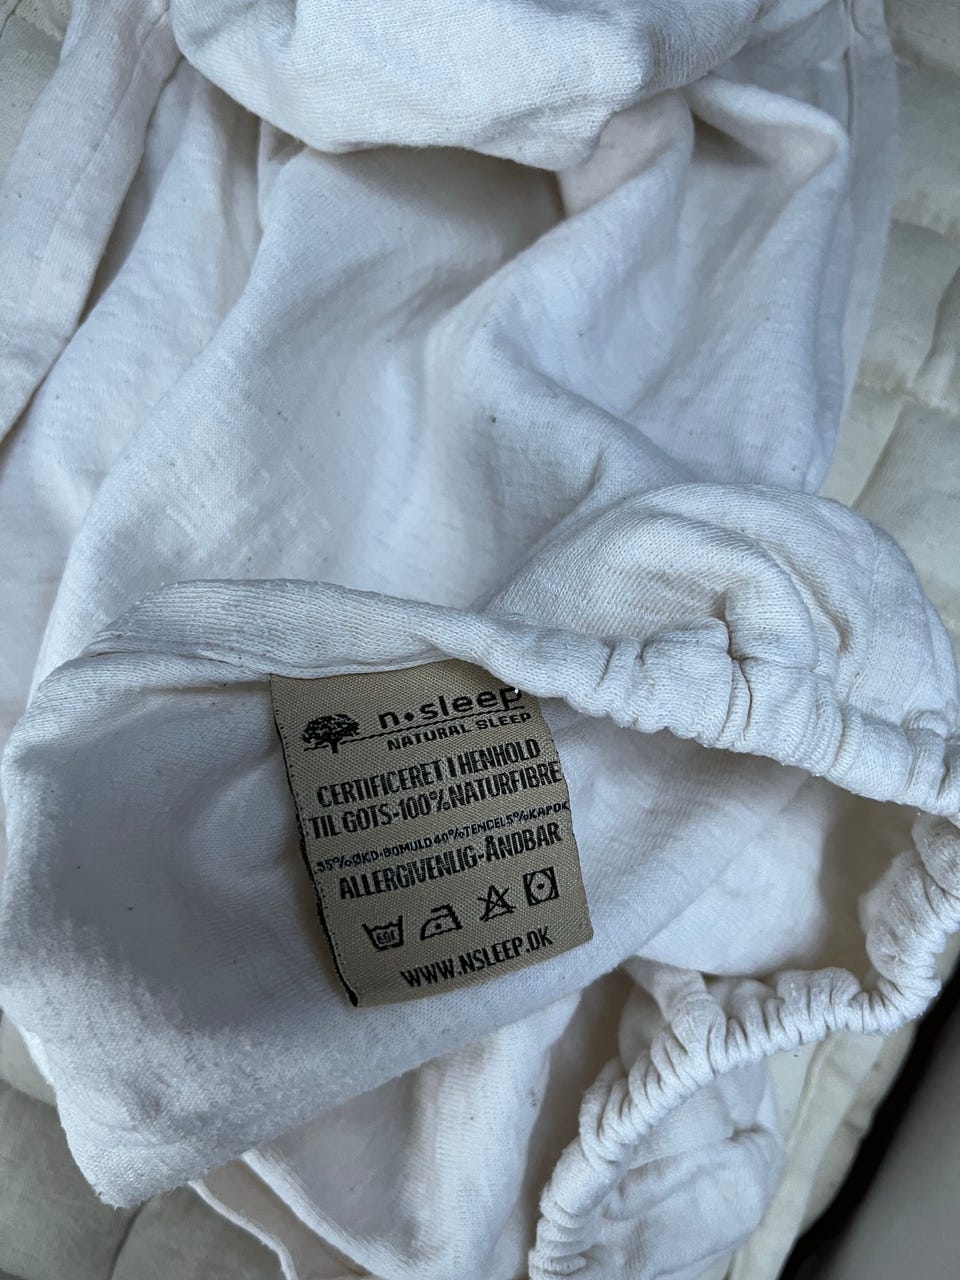 n•sleep
NATURAL SLEEP
CERTIFICERET I HENHOLD
TIL GOTS-100%NATURFIBRE
55%ØKO-BOMULD40%TENCEL5%KAPOK
ALLERGIVENLIG-ÅNDBAR
WWW.NSLEEP.DK